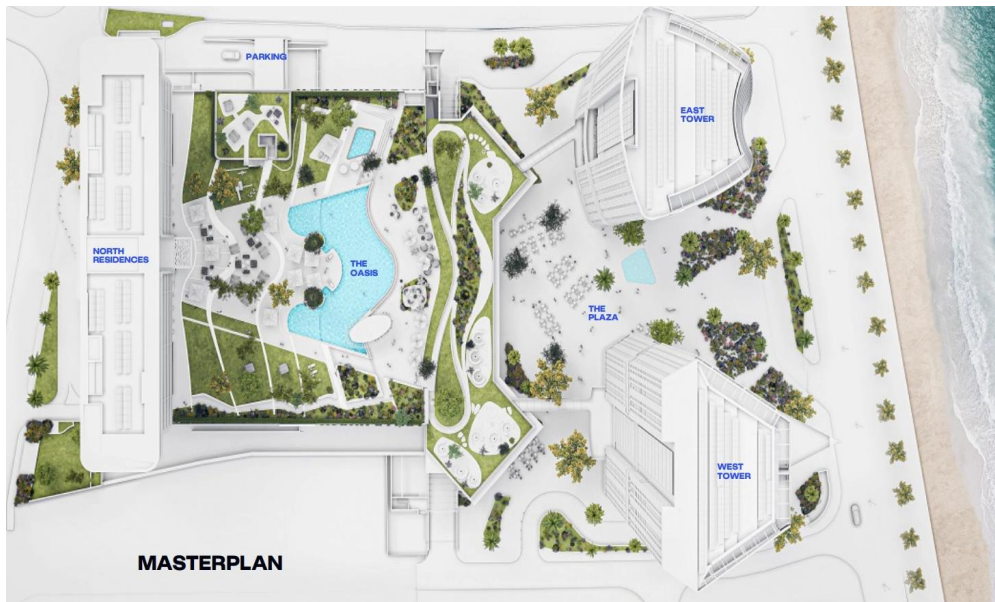 PARKING
EAST
TOWER
NORTH
RESIDENCES
THE
OASIS
THE
PLAZA
WEST
TOWER
MASTERPLAN